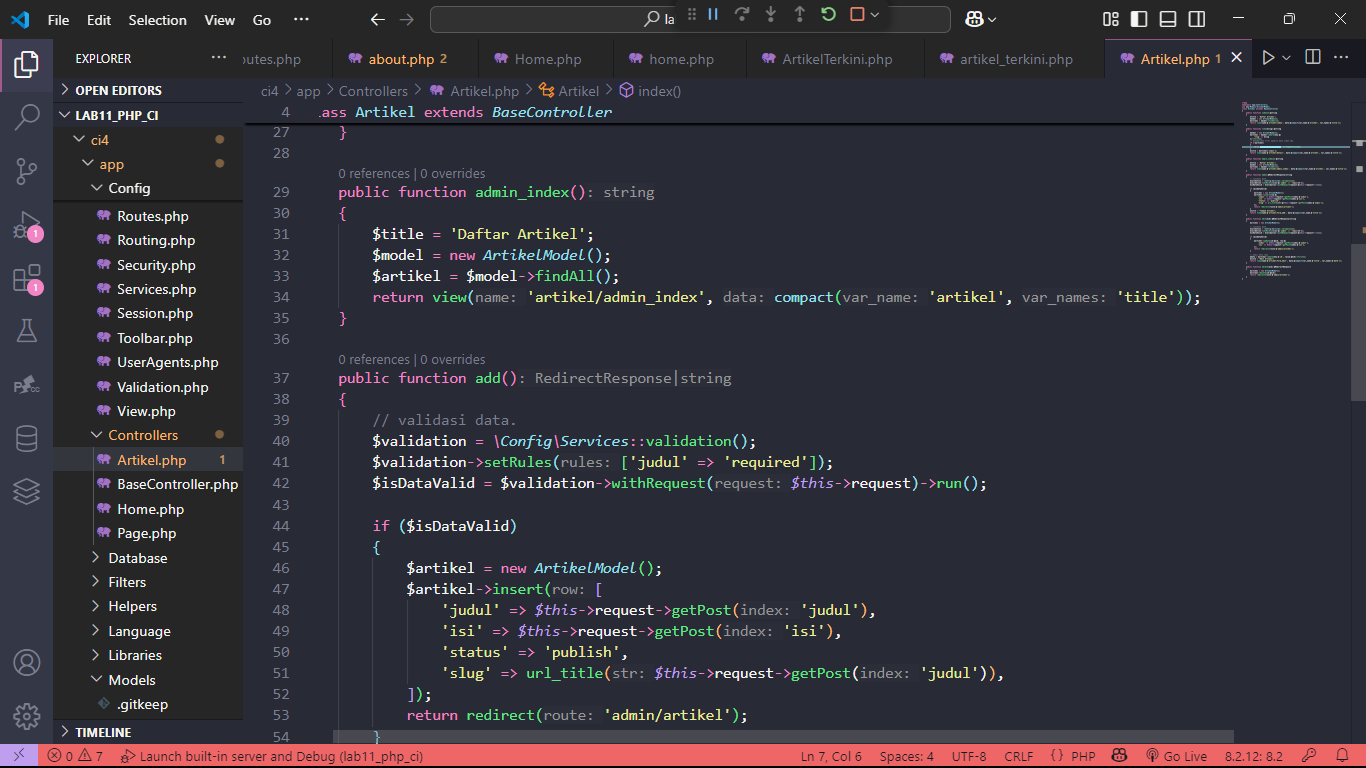 File Edit Selection View Go ··· la
EXPLORER ··· outes.php about.php 2 Home.php home.php ArtikelTerkini.php artikel_terkini.php Artikel.php 1
OPEN EDITORS
LAB11_PHP_CI
ci4
app
Config
Routes.php
Routing.php
Security.php
Services.php
Session.php
Toolbar.php
UserAgents.php
Validation.php
View.php
Controllers
Artikel.php 1
BaseController.php
Home.php
Page.php
Database
Filters
Helpers
Language
Libraries
Models
.gitkeep
TIMELINE
1
1
ci4 > app > Controllers > Artikel.php > Artikel > index()
4 .ass Artikel extends BaseController
27 }
28
0 references | 0 overrides
29 public function admin_index(): string
30 {
31 $title = 'Daftar Artikel';
32 $model = new ArtikelModel();
33 $artikel = $model->findAll();
34 return view(name: 'artikel/admin_index', data: compact(var_name: 'artikel', var_names: 'title'));
35 }
36
0 references | 0 overrides
37 public function add(): RedirectResponse|string
38 {
39 // validasi data.
40 $validation = \Config\Services::validation();
41 $validation->setRules(rules: ['judul' => 'required']);
42 $isDataValid = $validation->withRequest(request: $this->request)->run();
43
44 if ($isDataValid)
45 {
46 $artikel = new ArtikelModel();
47 $artikel->insert(row: [
48 'judul' => $this->request->getPost(index: 'judul'),
49 'isi' => $this->request->getPost(index: 'isi'),
50 'status' => 'publish',
51 'slug' => url_title(str: $this->request->getPost(index: 'judul')),
52 ]);
53 return redirect(route: 'admin/artikel');
54 }
0 7 Launch built-in server and Debug (lab11_php_ci) Ln 7, Col 6 Spaces: 4 UTF-8 CRLF {} PHP Go Live 8.2.12: 8.2